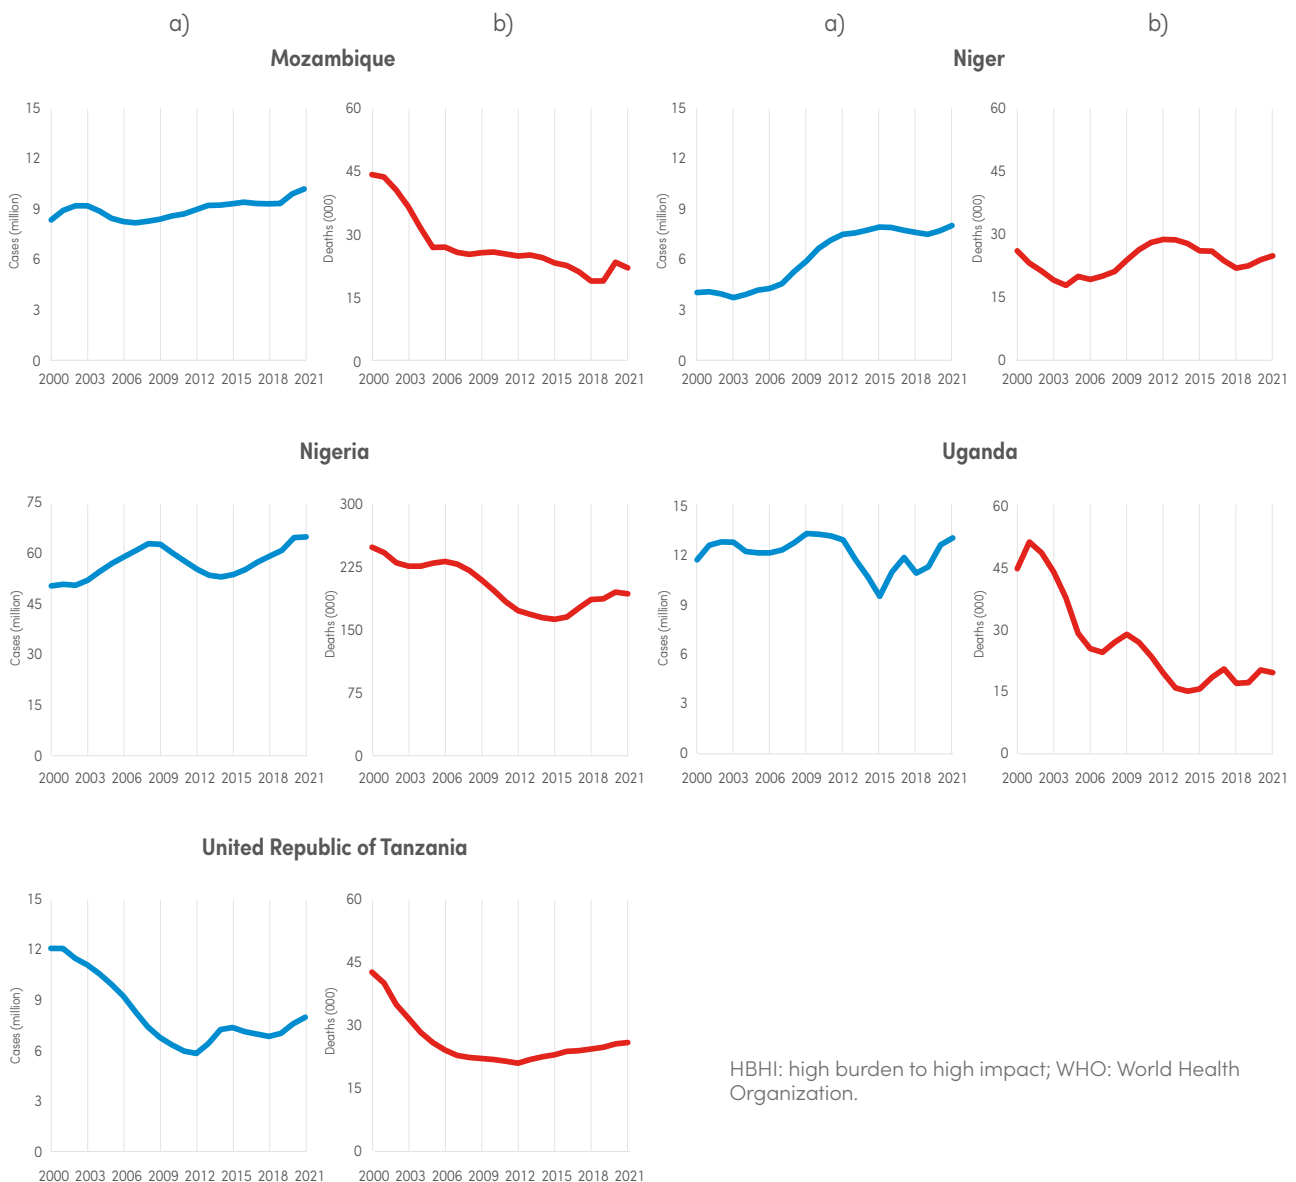 a)
b)
a)
b)
Mozambique
Niger
Cases (million)
15
12
9
6
3
0
2000 2003 2006 2009 2012 2015 2018 2021
Deaths (000)
60
45
30
15
0
2000 2003 2006 2009 2012 2015 2018 2021
Cases (million)
15
12
9
6
3
0
2000 2003 2006 2009 2012 2015 2018 2021
Deaths (000)
60
45
30
15
0
2000 2003 2006 2009 2012 2015 2018 2021
Nigeria
Uganda
Cases (million)
75
60
45
30
15
0
2000 2003 2006 2009 2012 2015 2018 2021
Deaths (000)
300
225
150
75
0
2000 2003 2006 2009 2012 2015 2018 2021
Cases (million)
15
12
9
6
3
0
2000 2003 2006 2009 2012 2015 2018 2021
Deaths (000)
60
45
30
15
0
2000 2003 2006 2009 2012 2015 2018 2021
United Republic of Tanzania
Cases (million)
15
12
9
6
3
0
2000 2003 2006 2009 2012 2015 2018 2021
Deaths (000)
60
45
30
15
0
2000 2003 2006 2009 2012 2015 2018 2021
HBHI: high burden to high impact; WHO: World Health
Organization.